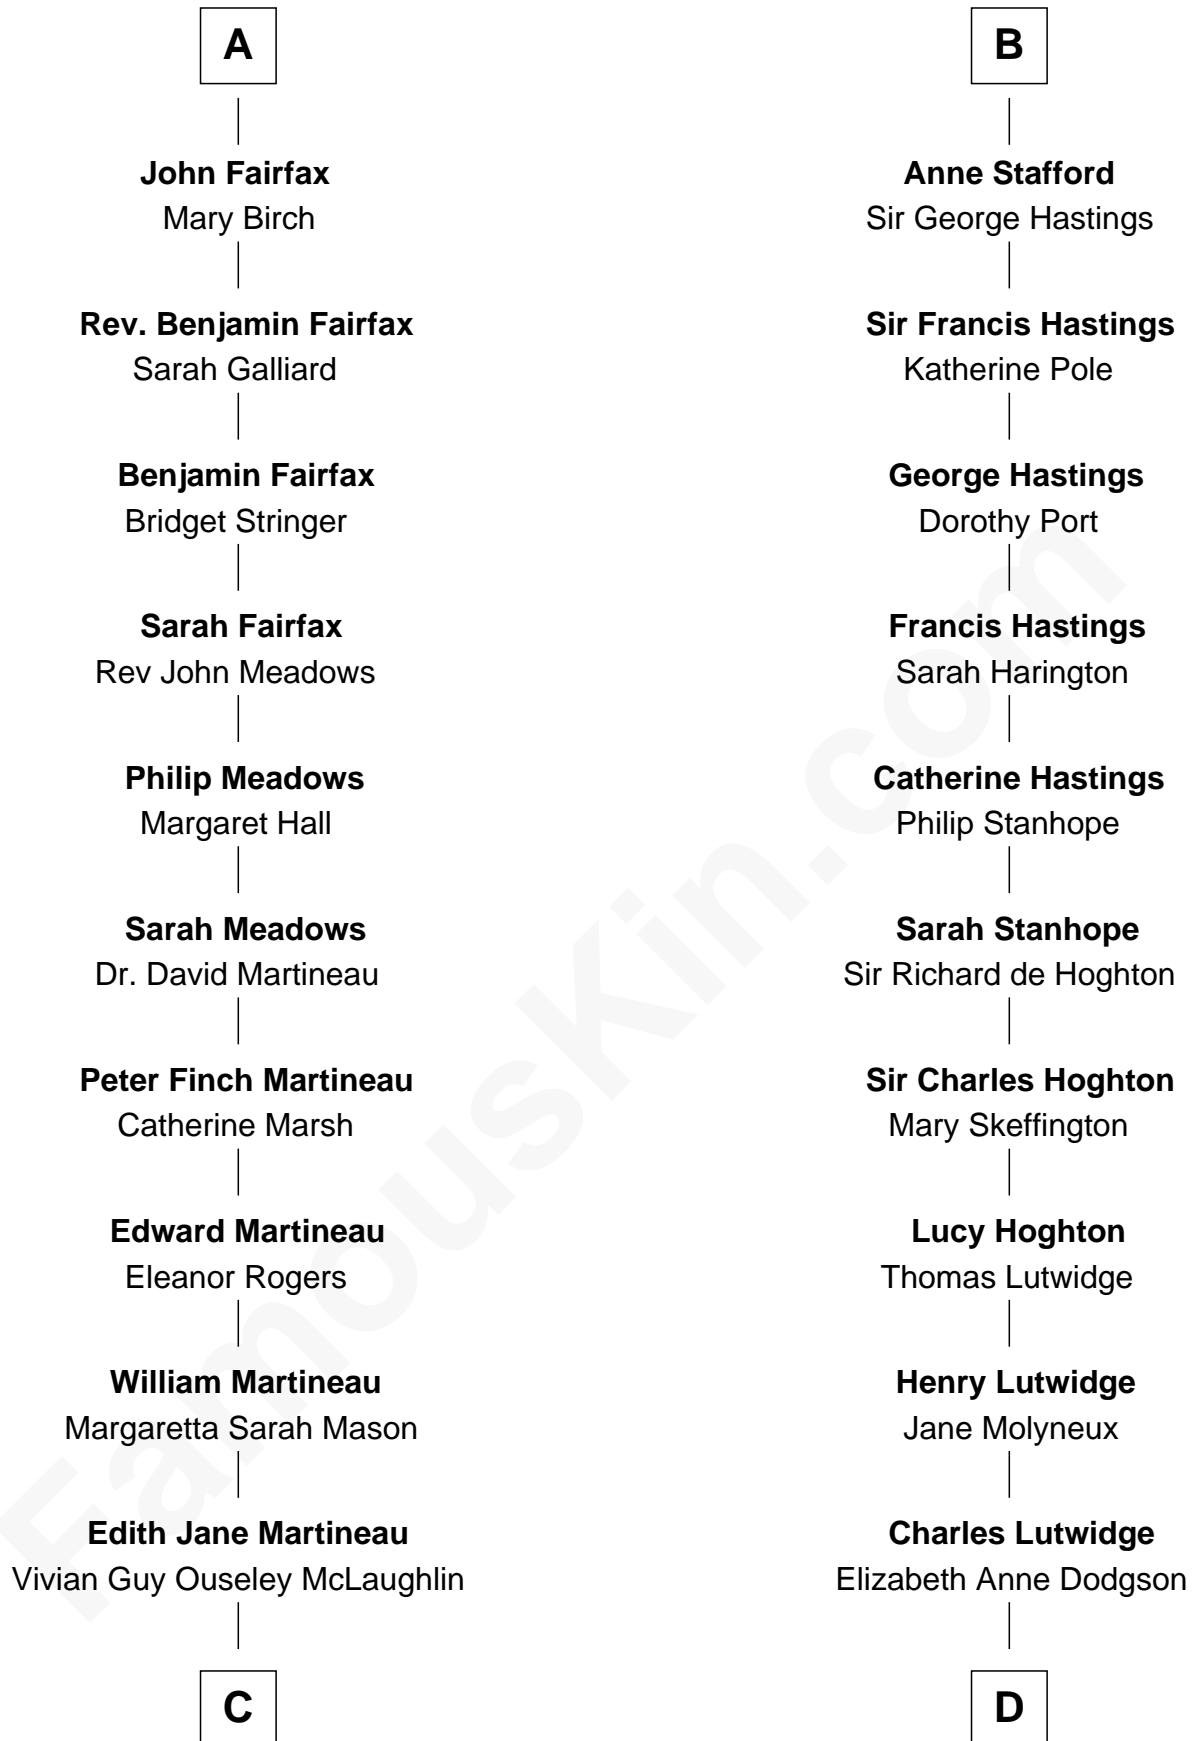 A
John Fairfax
Mary Birch
Rev. Benjamin Fairfax
Sarah Galliard
Benjamin Fairfax
Bridget Stringer
Sarah Fairfax
Rev John Meadows
Philip Meadows
Margaret Hall
Sarah Meadows
Dr. David Martineau
Peter Finch Martineau
Catherine Marsh
Edward Martineau
Eleanor Rogers
William Martineau
Margaretta Sarah Mason
Edith Jane Martineau
Vivian Guy Ouseley McLaughlin
C
B
Anne Stafford
Sir George Hastings
Sir Francis Hastings
Katherine Pole
George Hastings
Dorothy Port
Francis Hastings
Sarah Harington
Catherine Hastings
Philip Stanhope
Sarah Stanhope
Sir Richard de Hoghton
Sir Charles Hoghton
Mary Skeffington
Lucy Hoghton
Thomas Lutwidge
Henry Lutwidge
Jane Molyneux
Charles Lutwidge
Elizabeth Anne Dodgson
D
FamousKin.com